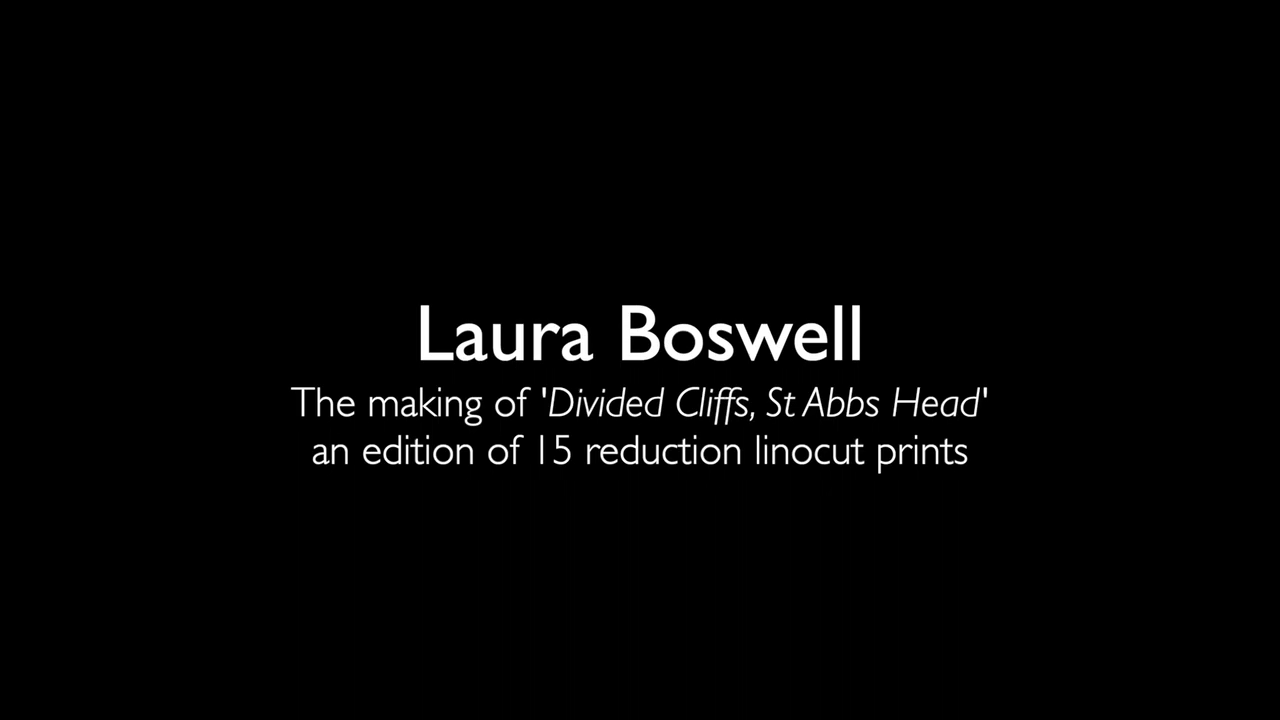 Laura Boswell
The making of 'Divided Cliffs, St Abbs Head'
an edition of 15 reduction linocut prints